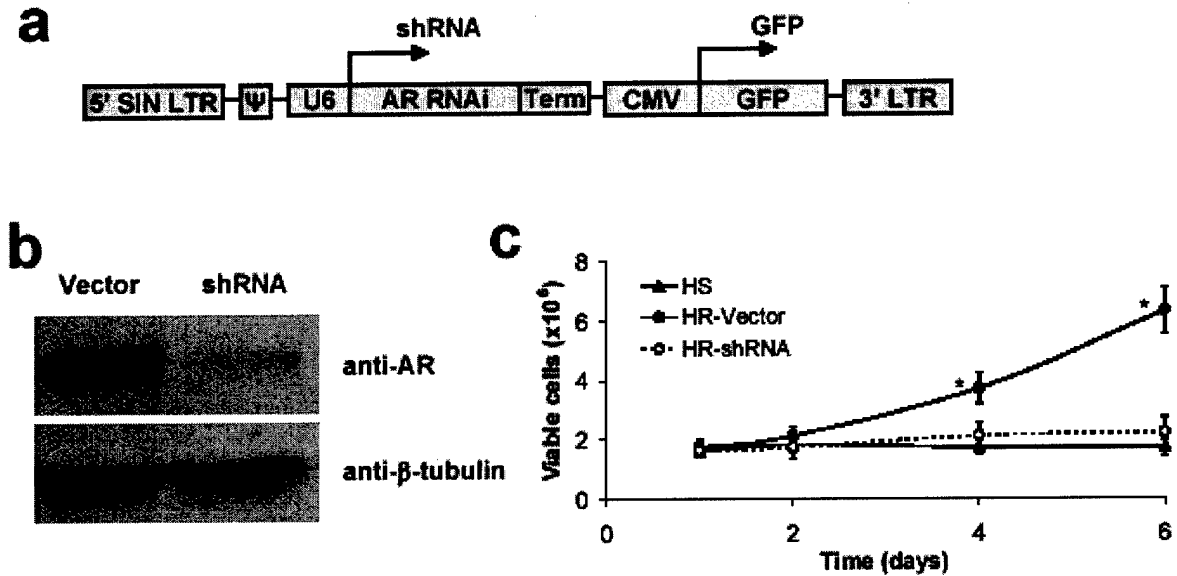 a
shRNA
GFP
5' SIN LTR
Ψ
U6
AR RNAi
Term
CMV
GFP
3' LTR
b
Vector
shRNA
anti-AR
anti-β-tubulin
c
8
6
4
2
0
Viable cells (x10⁶)
HS
HR-Vector
HR-shRNA
*
*
0
2
4
6
Time (days)